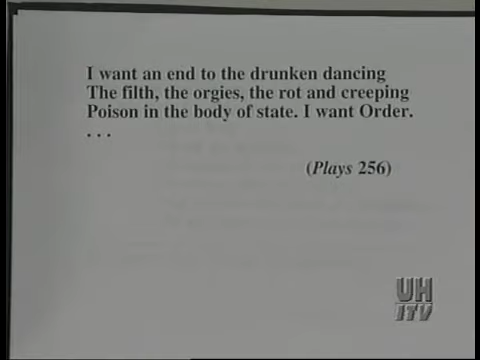 I want an end to the drunken dancing
The filth, the orgies, the rot and creeping
Poison in the body of state. I want Order.
. . .
(Plays 256)
UH
ITV